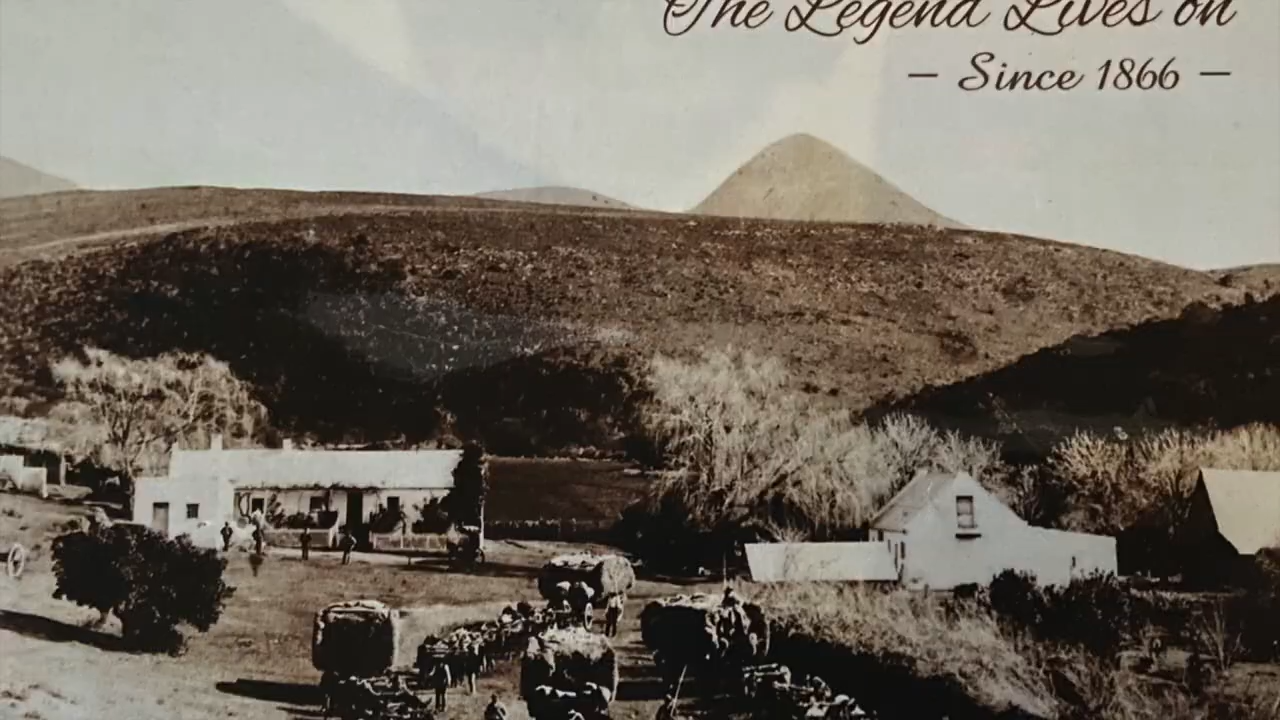 The Legend Lives on
– Since 1866 –